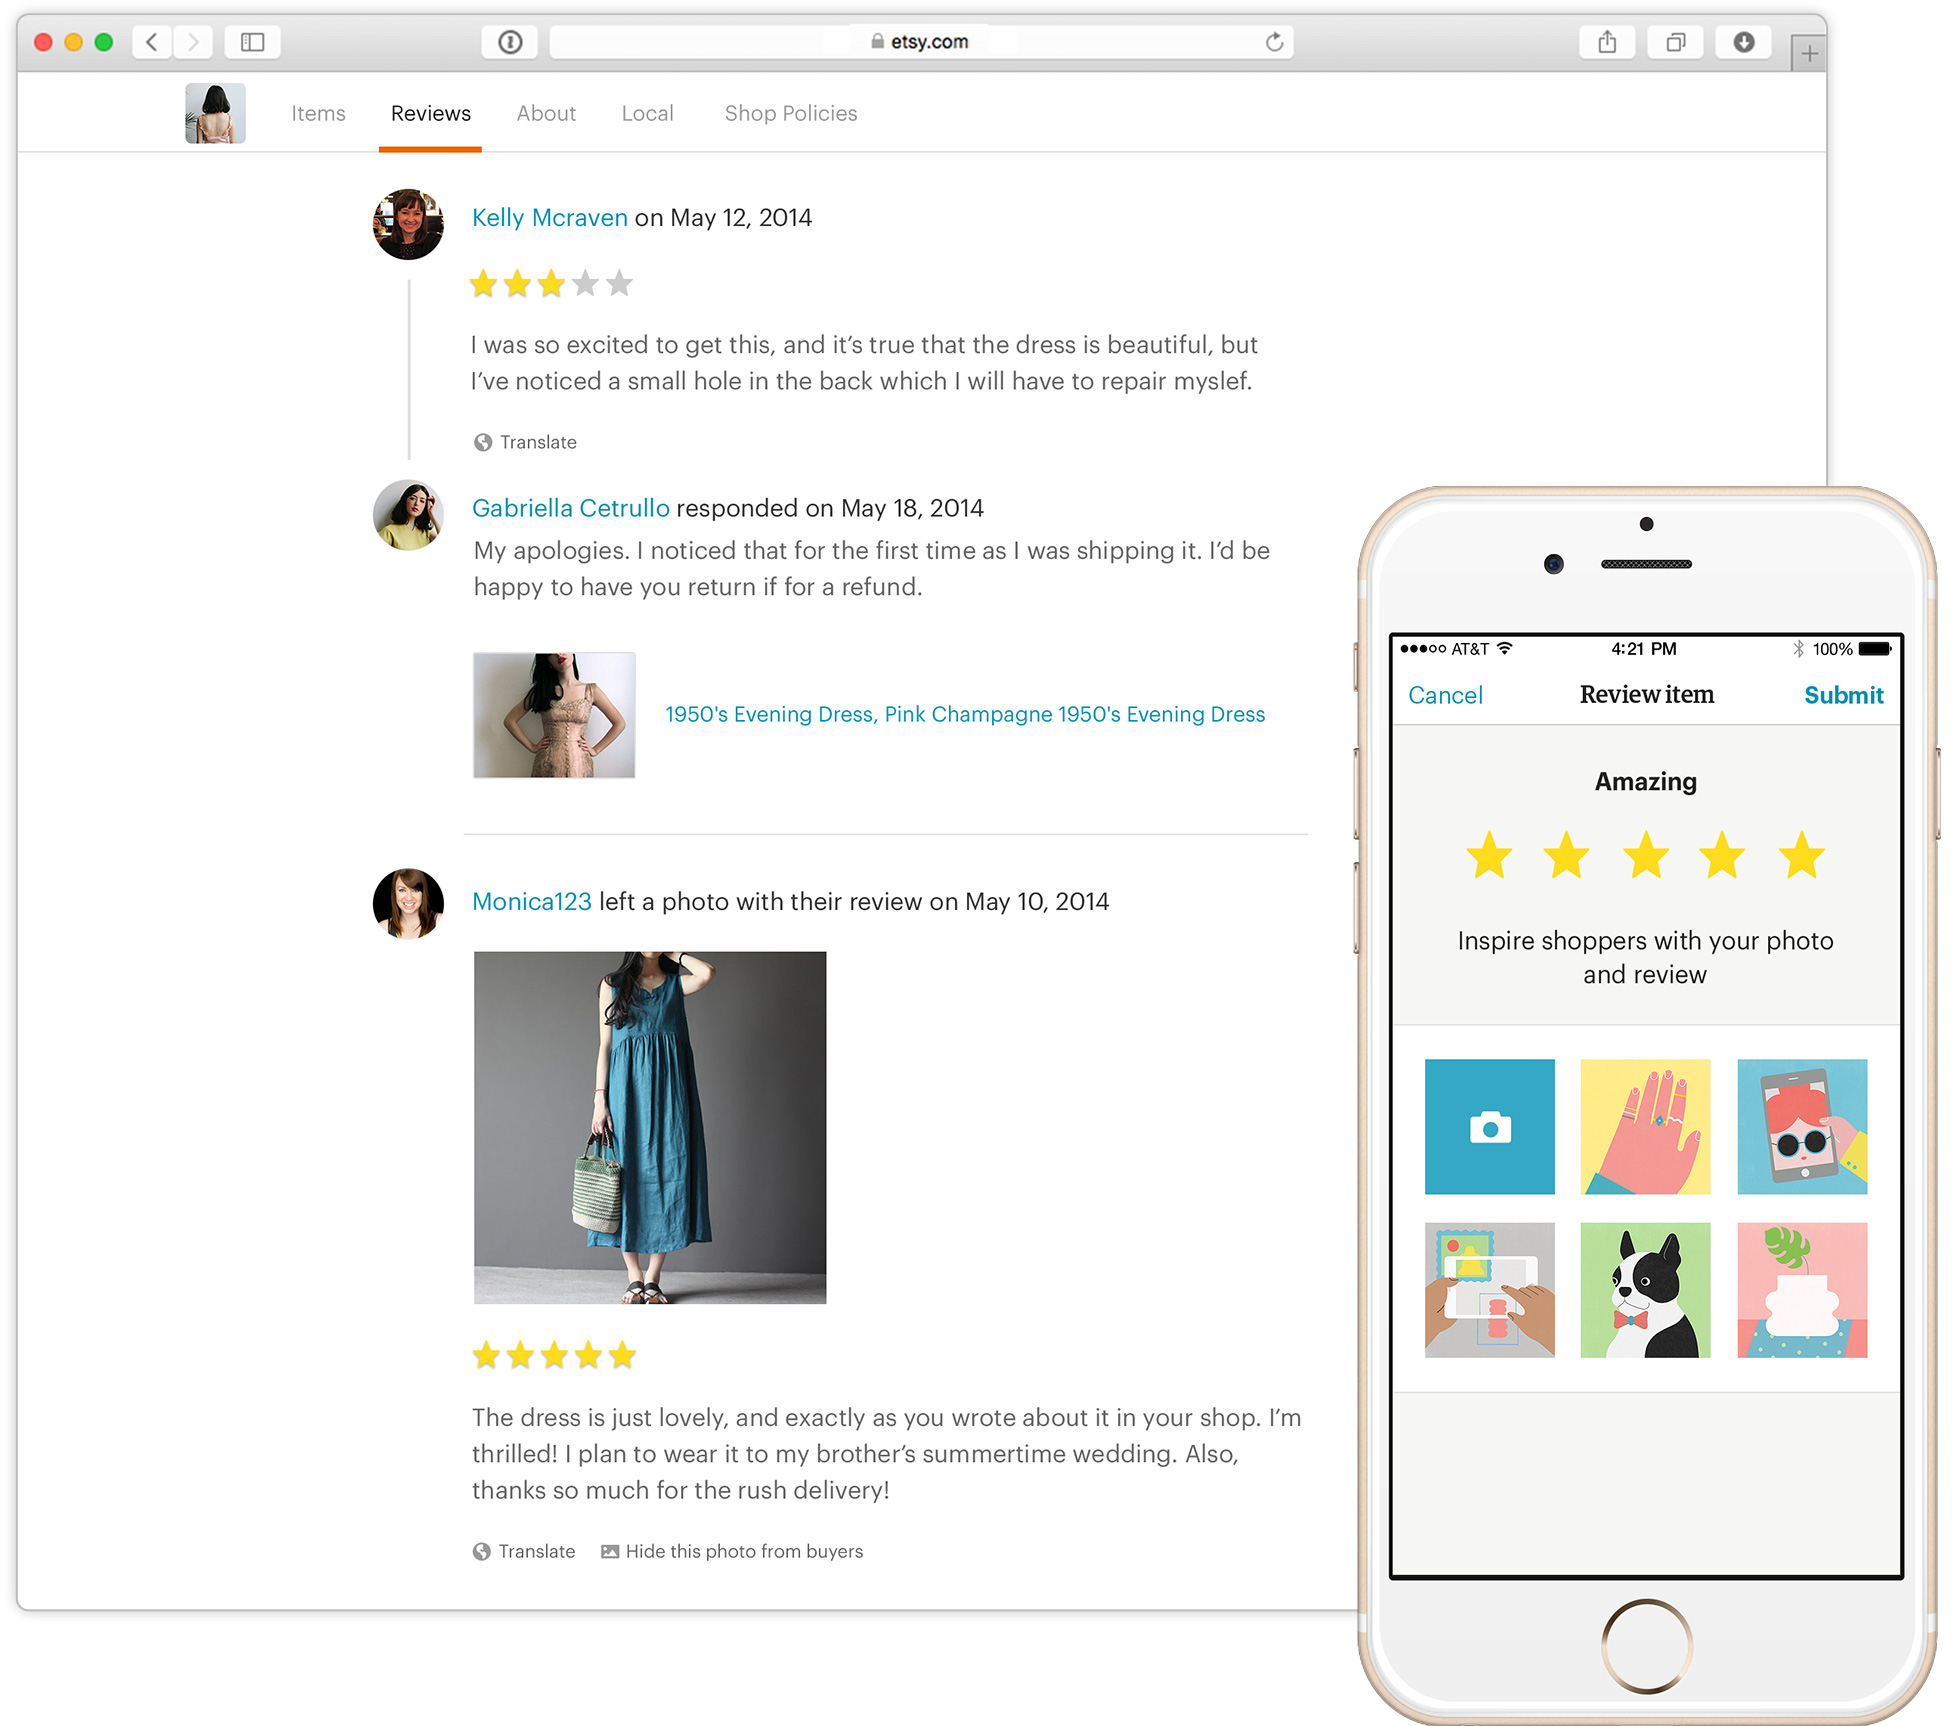 etsy.com
Items Reviews About Local Shop Policies
Kelly Mcraven on May 12, 2014
I was so excited to get this, and it’s true that the dress is beautiful, but
I’ve noticed a small hole in the back which I will have to repair myslef.
Translate
Gabriella Cetrullo responded on May 18, 2014
My apologies. I noticed that for the first time as I was shipping it. I’d be
happy to have you return if for a refund.
1950's Evening Dress, Pink Champagne 1950's Evening Dress
Monica123 left a photo with their review on May 10, 2014
The dress is just lovely, and exactly as you wrote about it in your shop. I’m
thrilled! I plan to wear it to my brother’s summertime wedding. Also,
thanks so much for the rush delivery!
Translate Hide this photo from buyers
AT&T 4:21 PM 100%
Cancel Review item Submit
Amazing
Inspire shoppers with your photo
and review